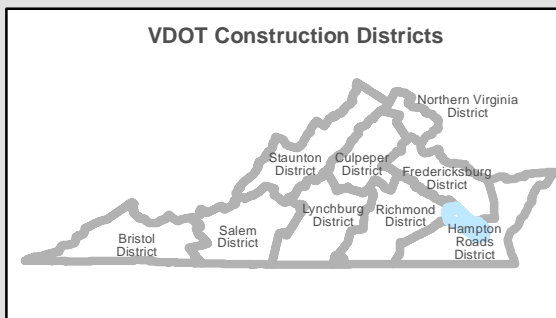 VDOT Construction Districts
Northern Virginia
District
Staunton
District
Culpeper
District
Fredericksburg
District
Lynchburg
District
Richmond
District
Salem
District
Bristol
District
Hampton
Roads
District